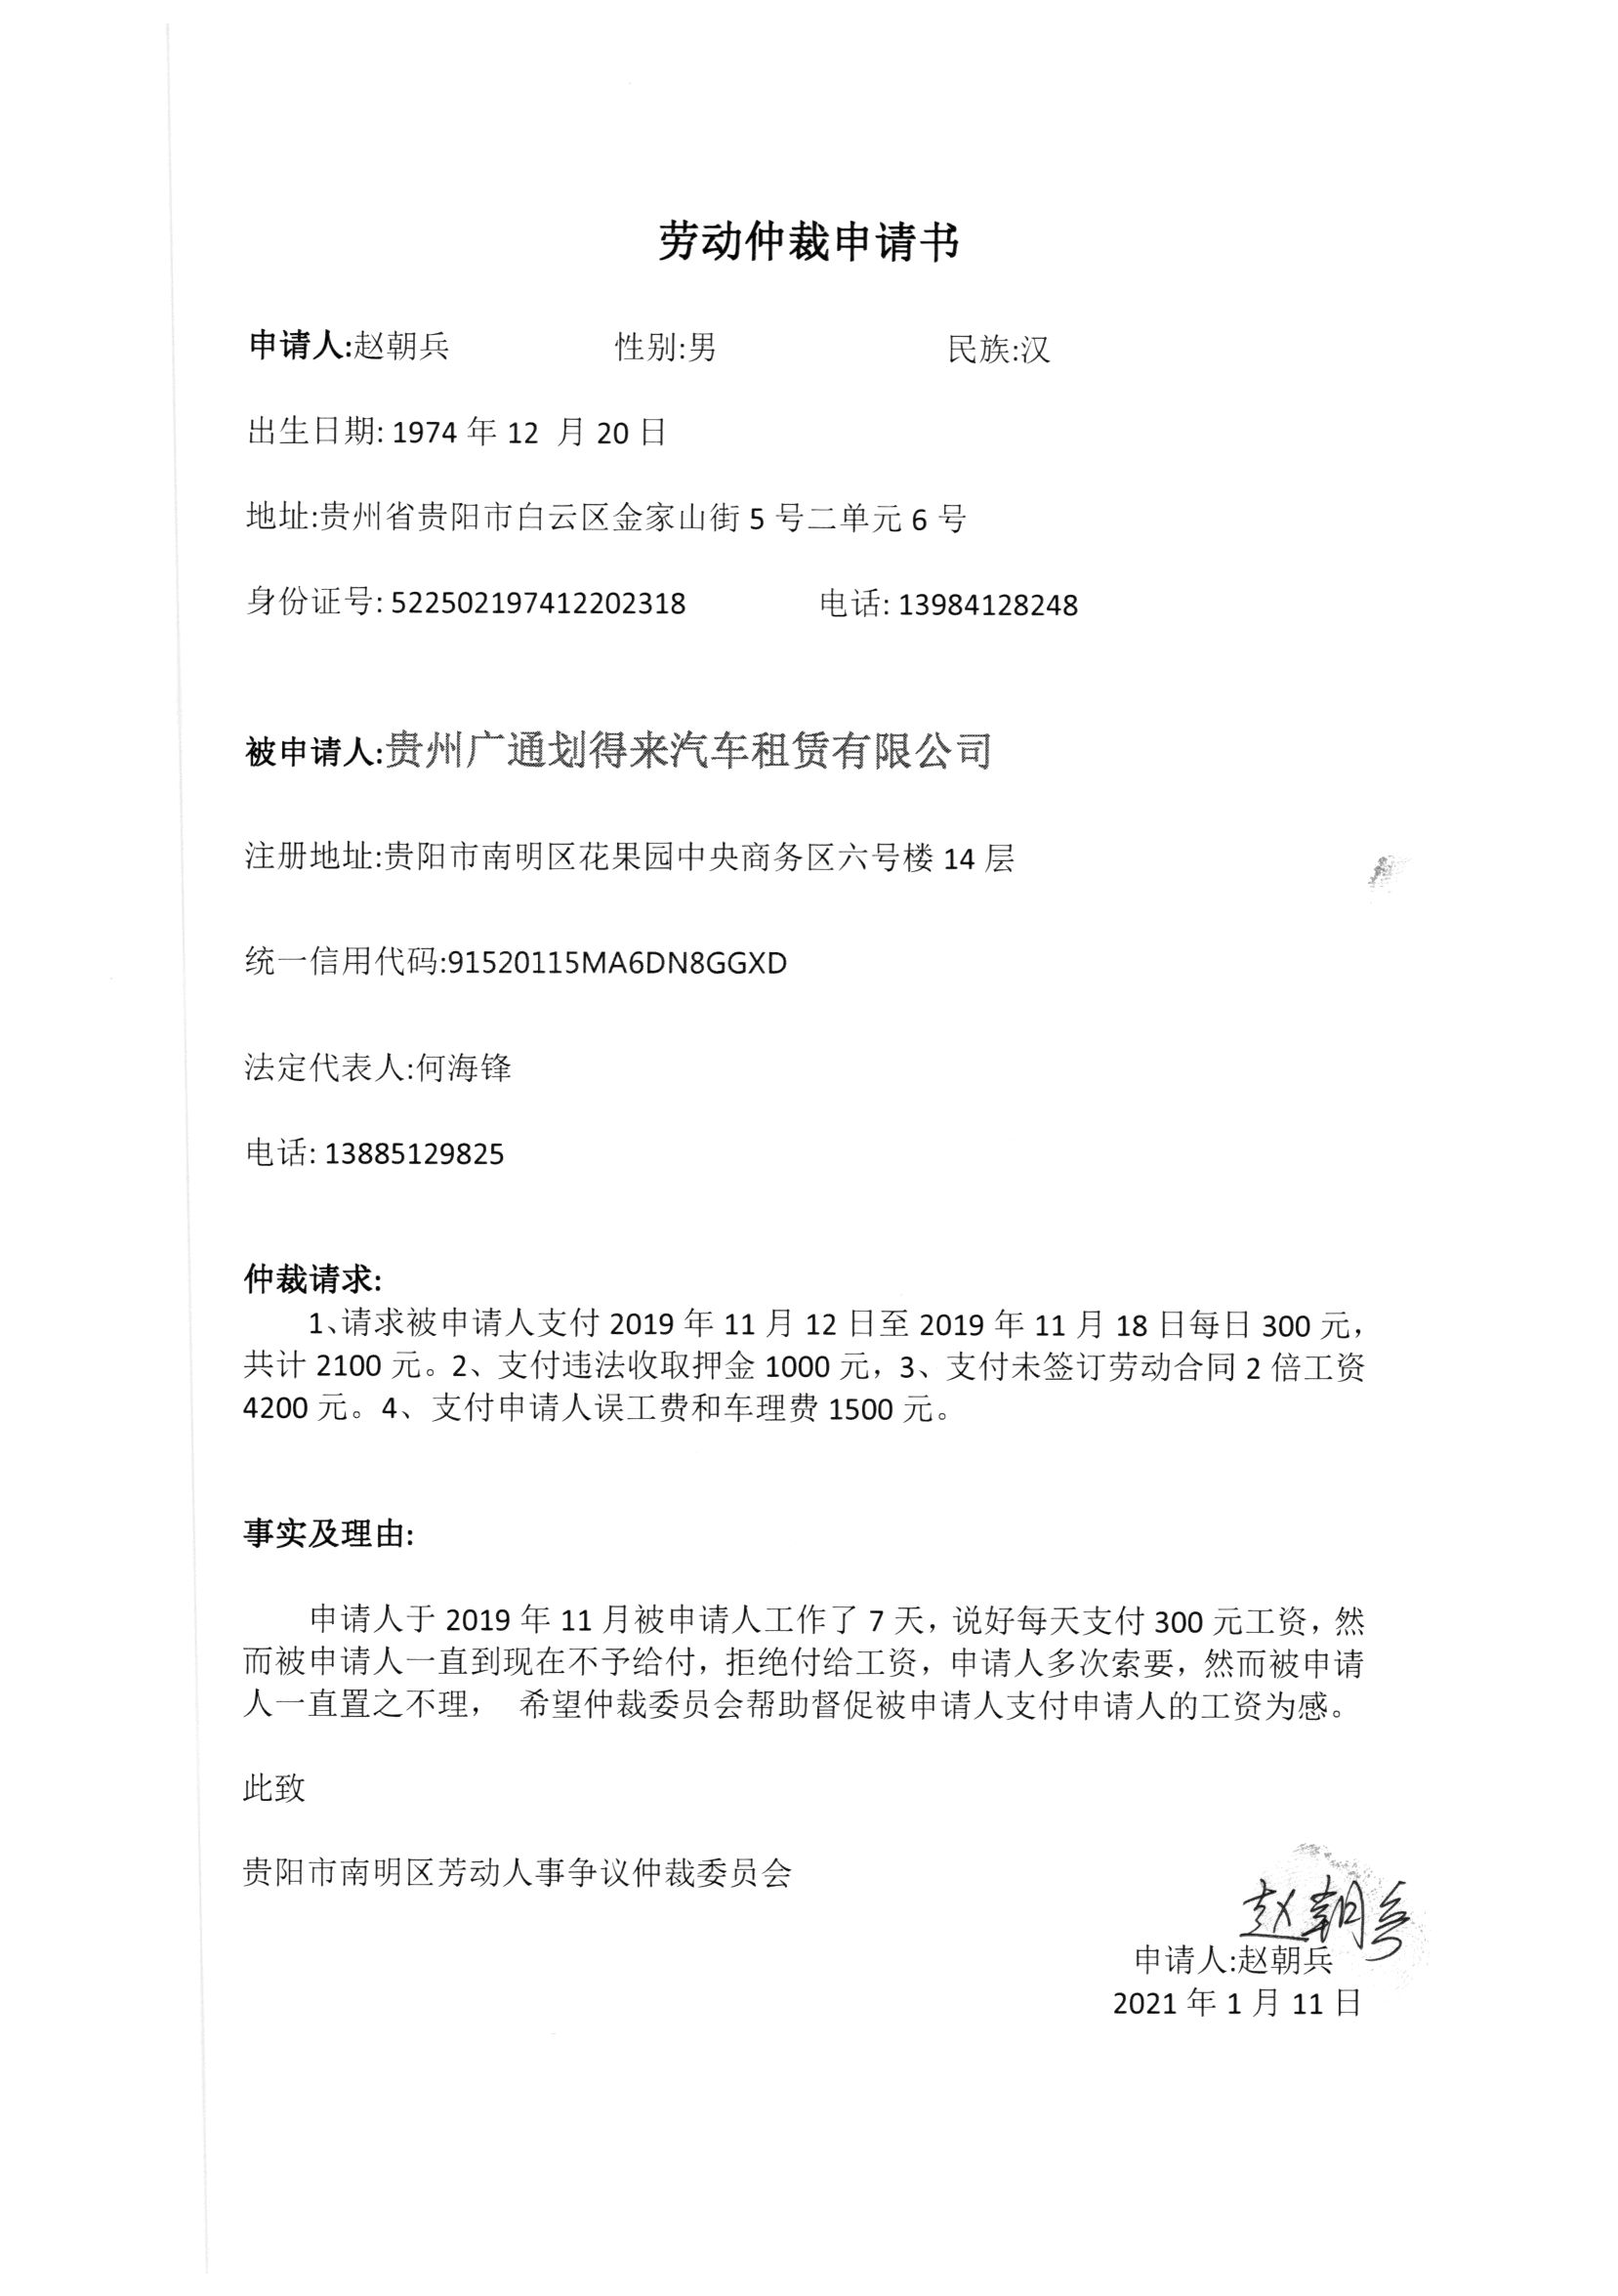 劳动仲裁申请书
申请人:赵朝兵 性别:男 民族:汉
出生日期: 1974 年 12 月 20 日
地址:贵州省贵阳市白云区金家山街 5 号二单元 6 号
身份证号: 522502197412202318 电话: 13984128248
被申请人:贵州广通划得来汽车租赁有限公司
注册地址:贵阳市南明区花果园中央商务区六号楼 14 层
统一信用代码:91520115MA6DN8GGXD
法定代表人:何海锋
电话: 13885129825
仲裁请求:
1、请求被申请人支付 2019 年 11 月 12 日至 2019 年 11 月 18 日每日 300 元，
共计 2100 元。2、支付违法收取押金 1000 元，3、支付未签订劳动合同 2 倍工资
4200 元。4、支付申请人误工费和车理费 1500 元。
事实及理由:
申请人于 2019 年 11 月被申请人工作了 7 天，说好每天支付 300 元工资，然
而被申请人一直到现在不予给付，拒绝付给工资，申请人多次索要，然而被申请
人一直置之不理， 希望仲裁委员会帮助督促被申请人支付申请人的工资为感。
此致
贵阳市南明区芳动人事争议仲裁委员会
赵朝兵
申请人:赵朝兵
2021 年 1 月 11 日